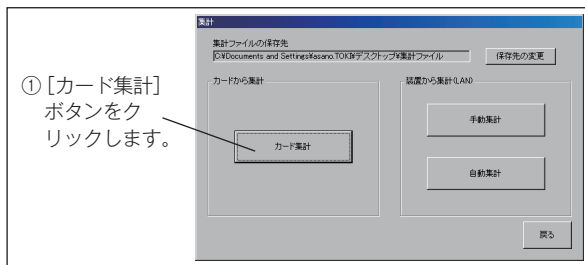 集計
集計ファイルの保存先
C:¥Documents and Settings¥asano.TOKI¥デスクトップ¥集計ファイル
保存先の変更
① [カード集計]
ボタンをク
リックします。
カードから集計
カード集計
装置から集計(LAN)
手動集計
自動集計
戻る